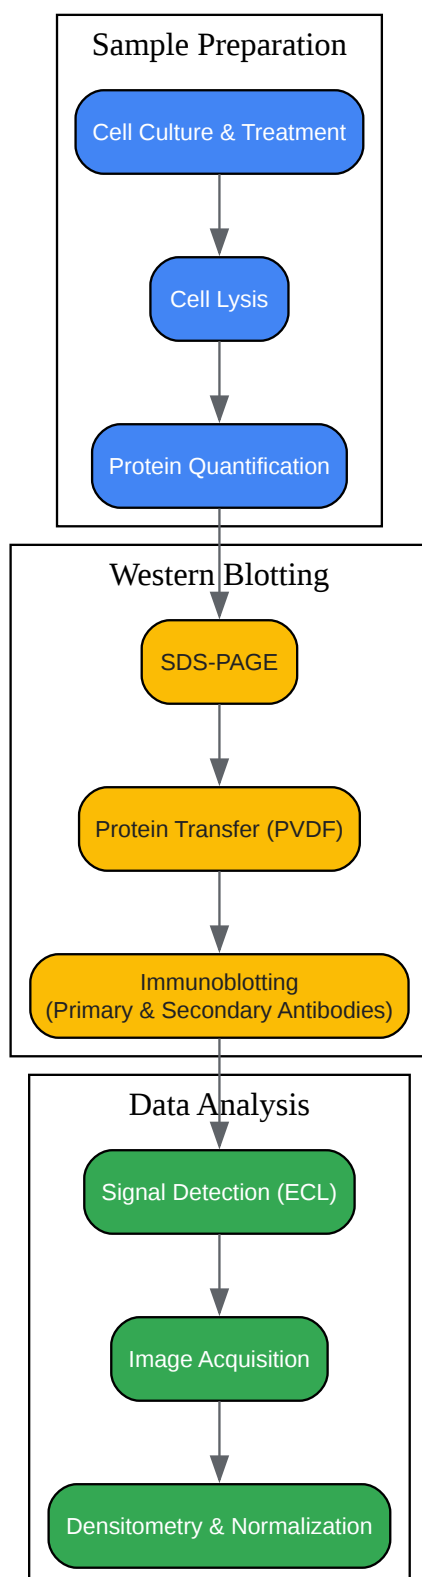 Sample Preparation
Cell Culture & Treatment
Cell Lysis
Protein Quantification
Western Blotting
SDS-PAGE
Protein Transfer (PVDF)
Immunoblotting
(Primary & Secondary Antibodies)
Data Analysis
Signal Detection (ECL)
Image Acquisition
Densitometry & Normalization